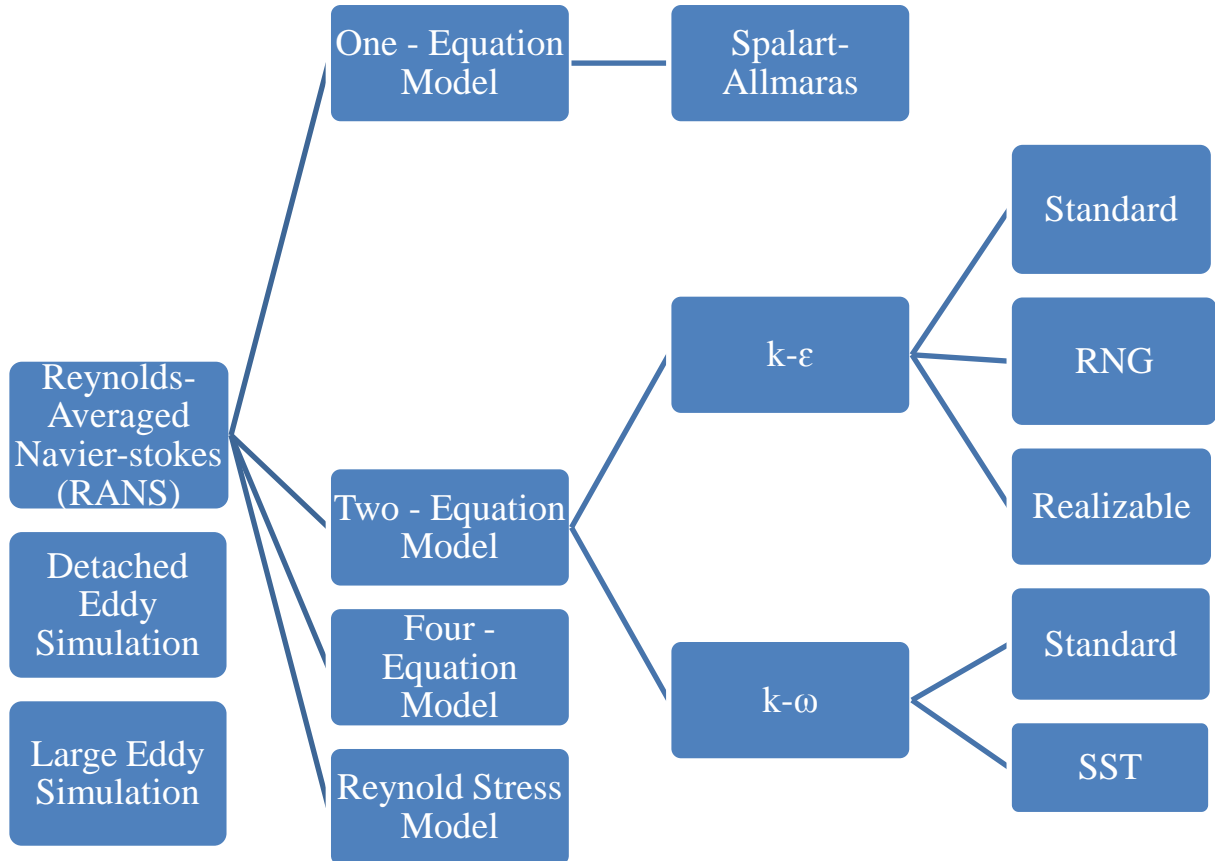 One - Equation
Model
Spalart-
Allmaras
Standard
k-ε
RNG
Reynolds-
Averaged
Navier-stokes
(RANS)
Two - Equation
Model
Realizable
Detached
Eddy
Simulation
Four -
Equation
Model
k-ω
Standard
Large Eddy
Simulation
Reynold Stress
Model
SST